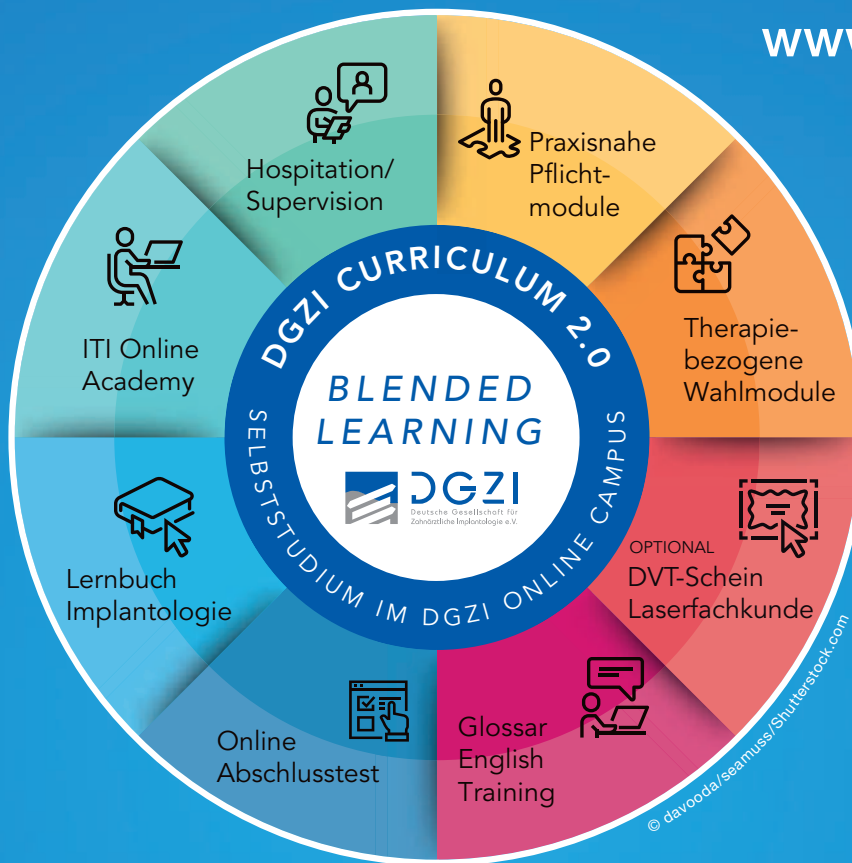 www
Hospitation/
Supervision
Praxisnahe
Pflicht-
module
Therapie-
bezogene
Wahlmodule
OPTIONAL
DVT-Schein
Laserfachkunde
Glossar
English
Training
Online
Abschlusstest
Lernbuch
Implantologie
ITI Online
Academy
DGZI CURRICULUM 2.0
BLENDED
LEARNING
DGZI
Deutsche Gesellschaft für
Zahnärztliche Implantologie e.V.
SELBSTSTUDIUM IM DGZI ONLINE CAMPUS
© davooda/seamuss/Shutterstock.com